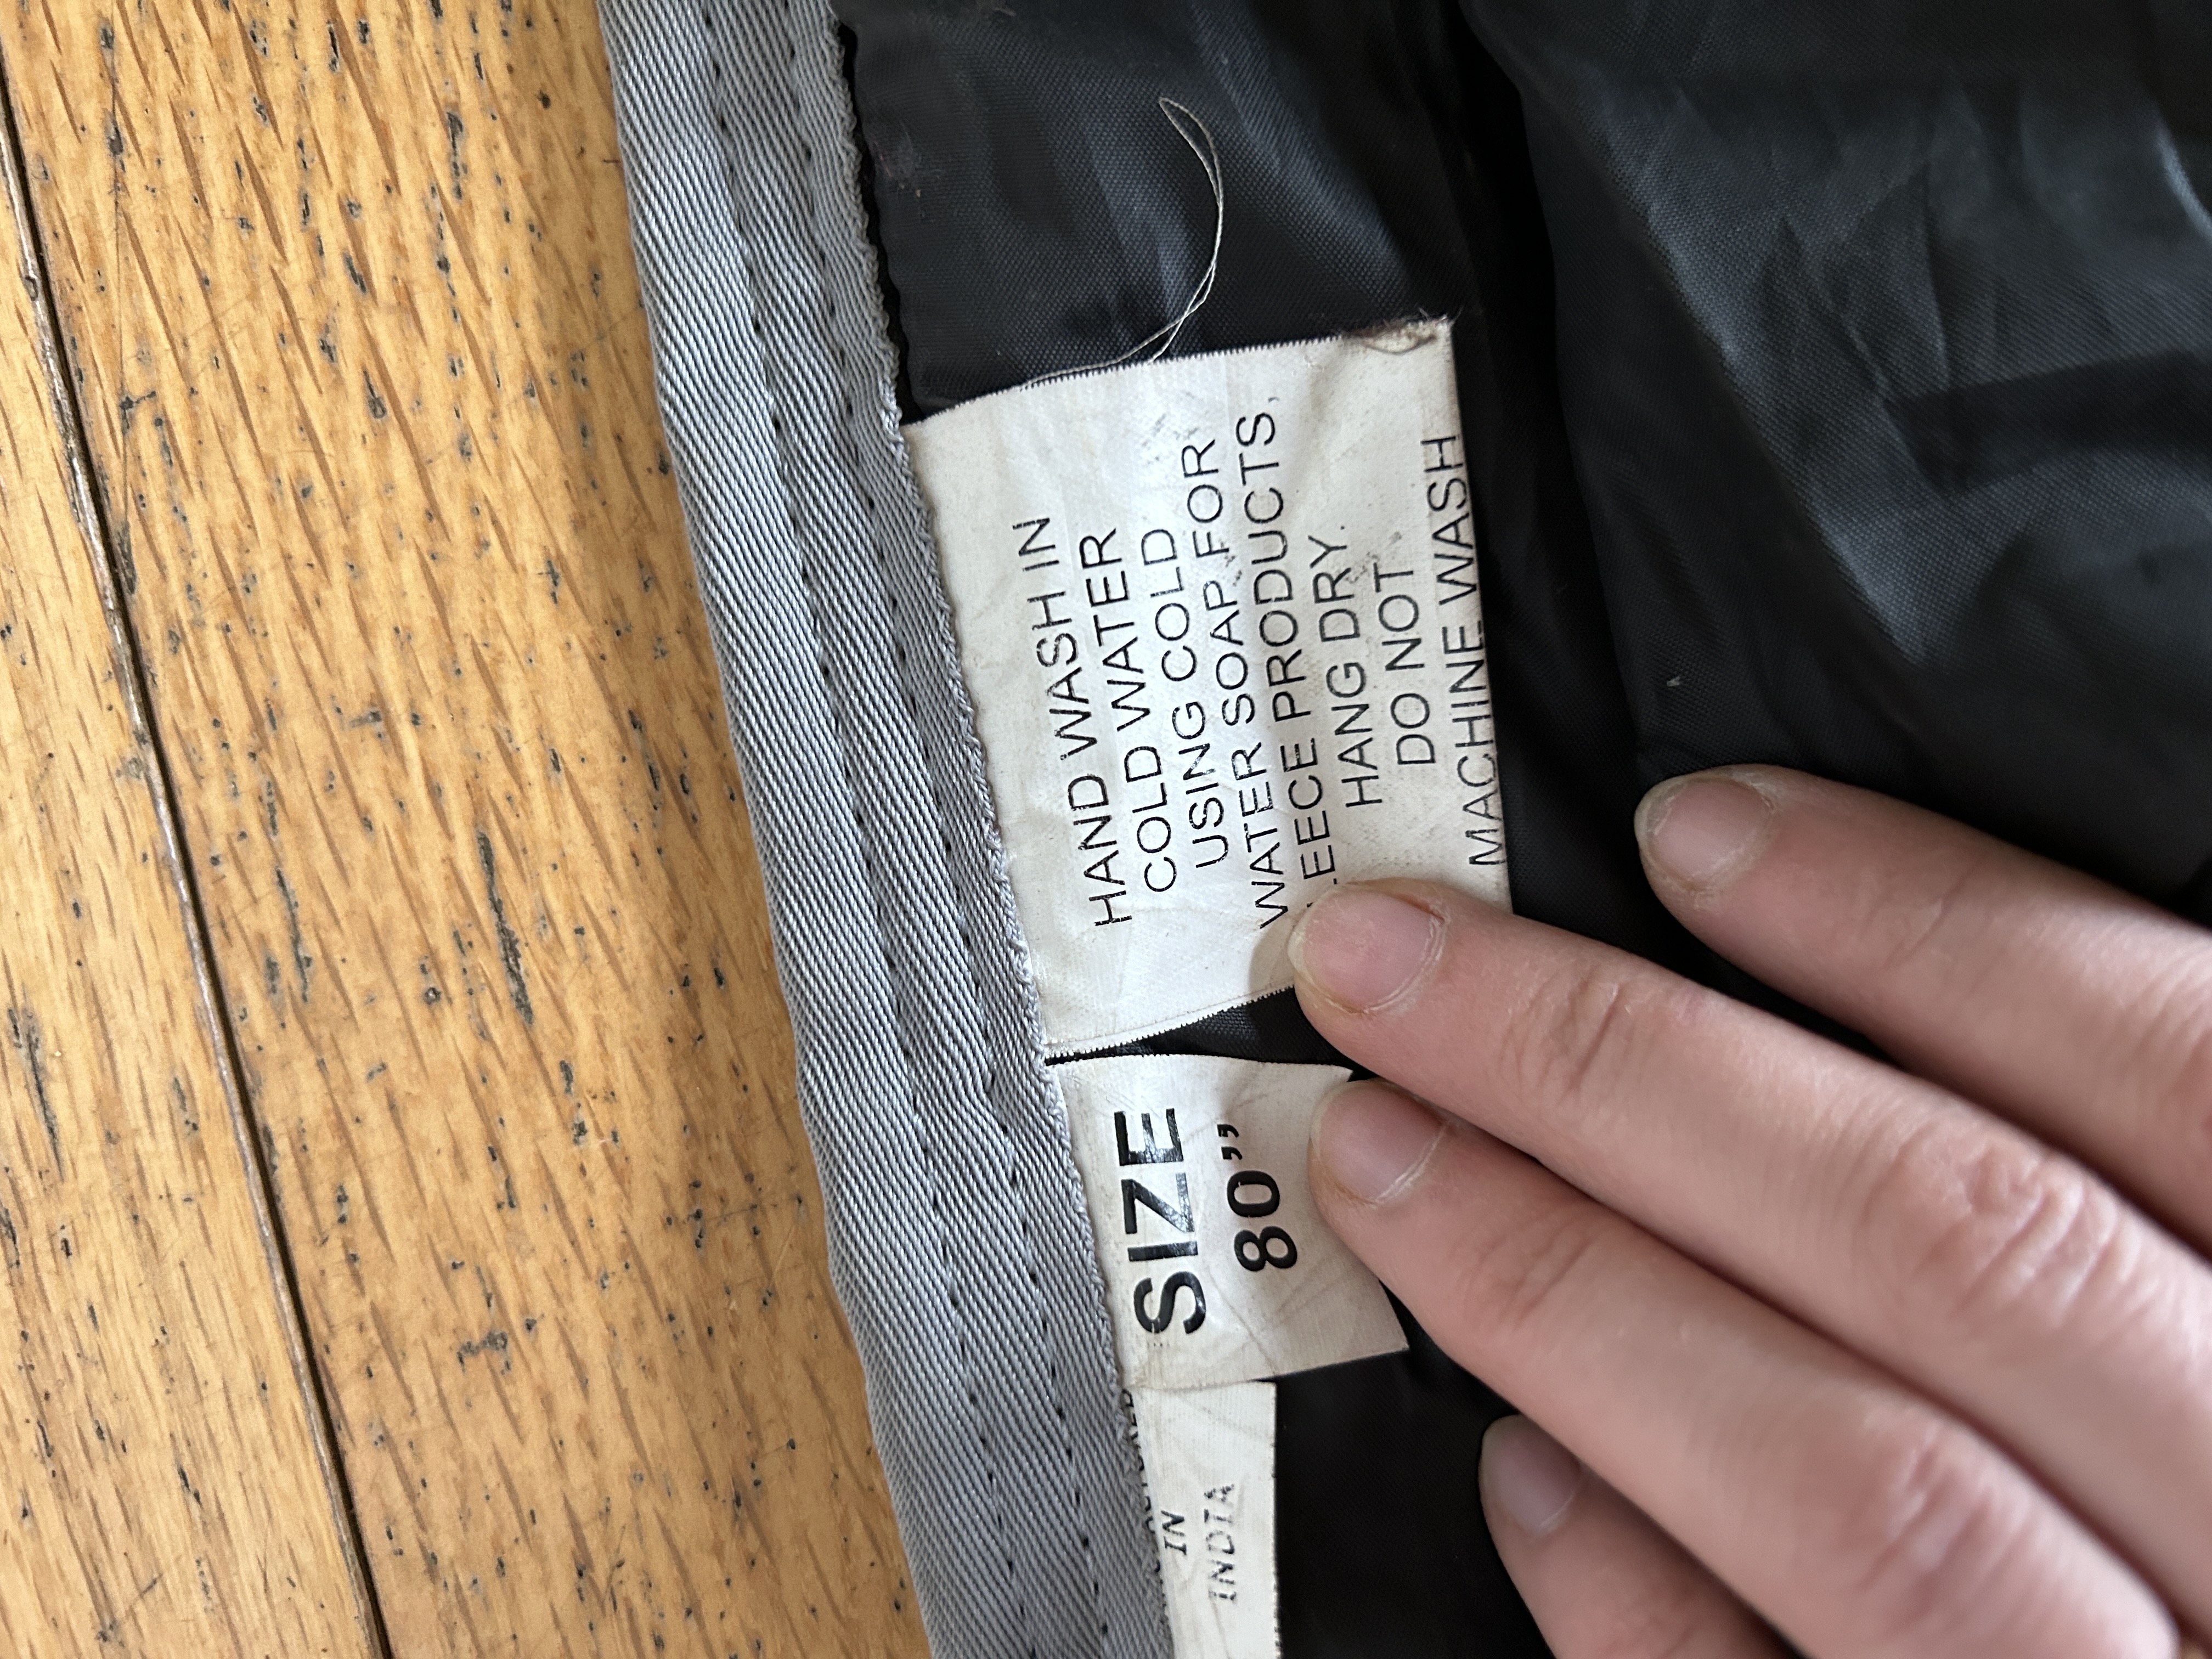 HAND WASH IN
COLD WATER
USING COLD
WATER SOAP FOR
LEECE PRODUCTS.
HANG DRY.
DO NOT
MACHINE WASH
SIZE
80”
IN
INDIA